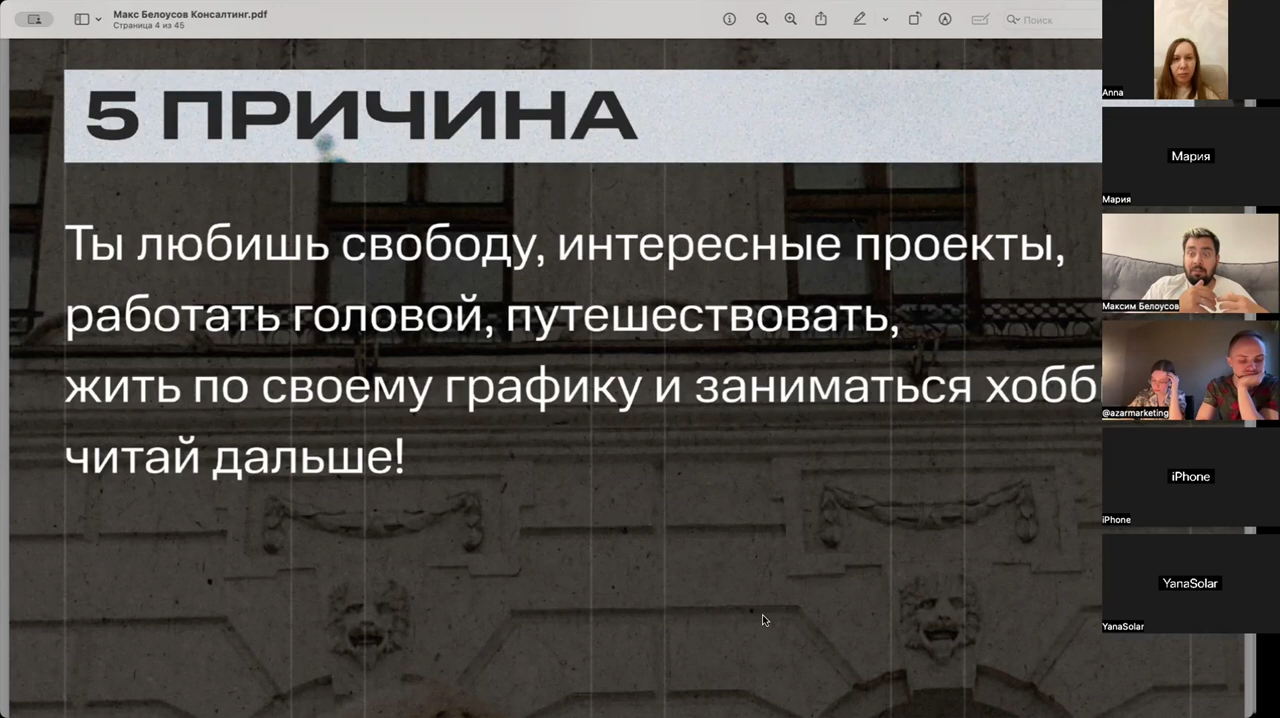 Макс Белоусов Консалтинг.pdf
Страница 4 из 45
Поиск
5 ПРИЧИНА
Ты любишь свободу, интересные проекты,
работать головой, путешествовать,
жить по своему графику и заниматься хобб
читай дальше!
Anna
Мария
Мария
Максим Белоусов
@azarmarketing
iPhone
iPhone
YanaSolar
YanaSolar